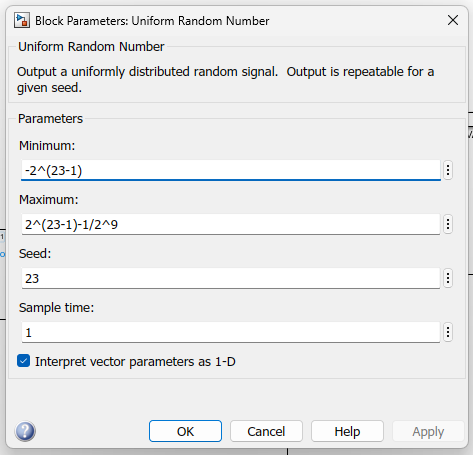 Block Parameters: Uniform Random Number
Uniform Random Number
Output a uniformly distributed random signal.  Output is repeatable for a
given seed.
Parameters
Minimum:
-2^(23-1)
Maximum:
2^(23-1)-1/2^9
Seed:
23
Sample time:
1
Interpret vector parameters as 1-D
OK
Cancel
Help
Apply